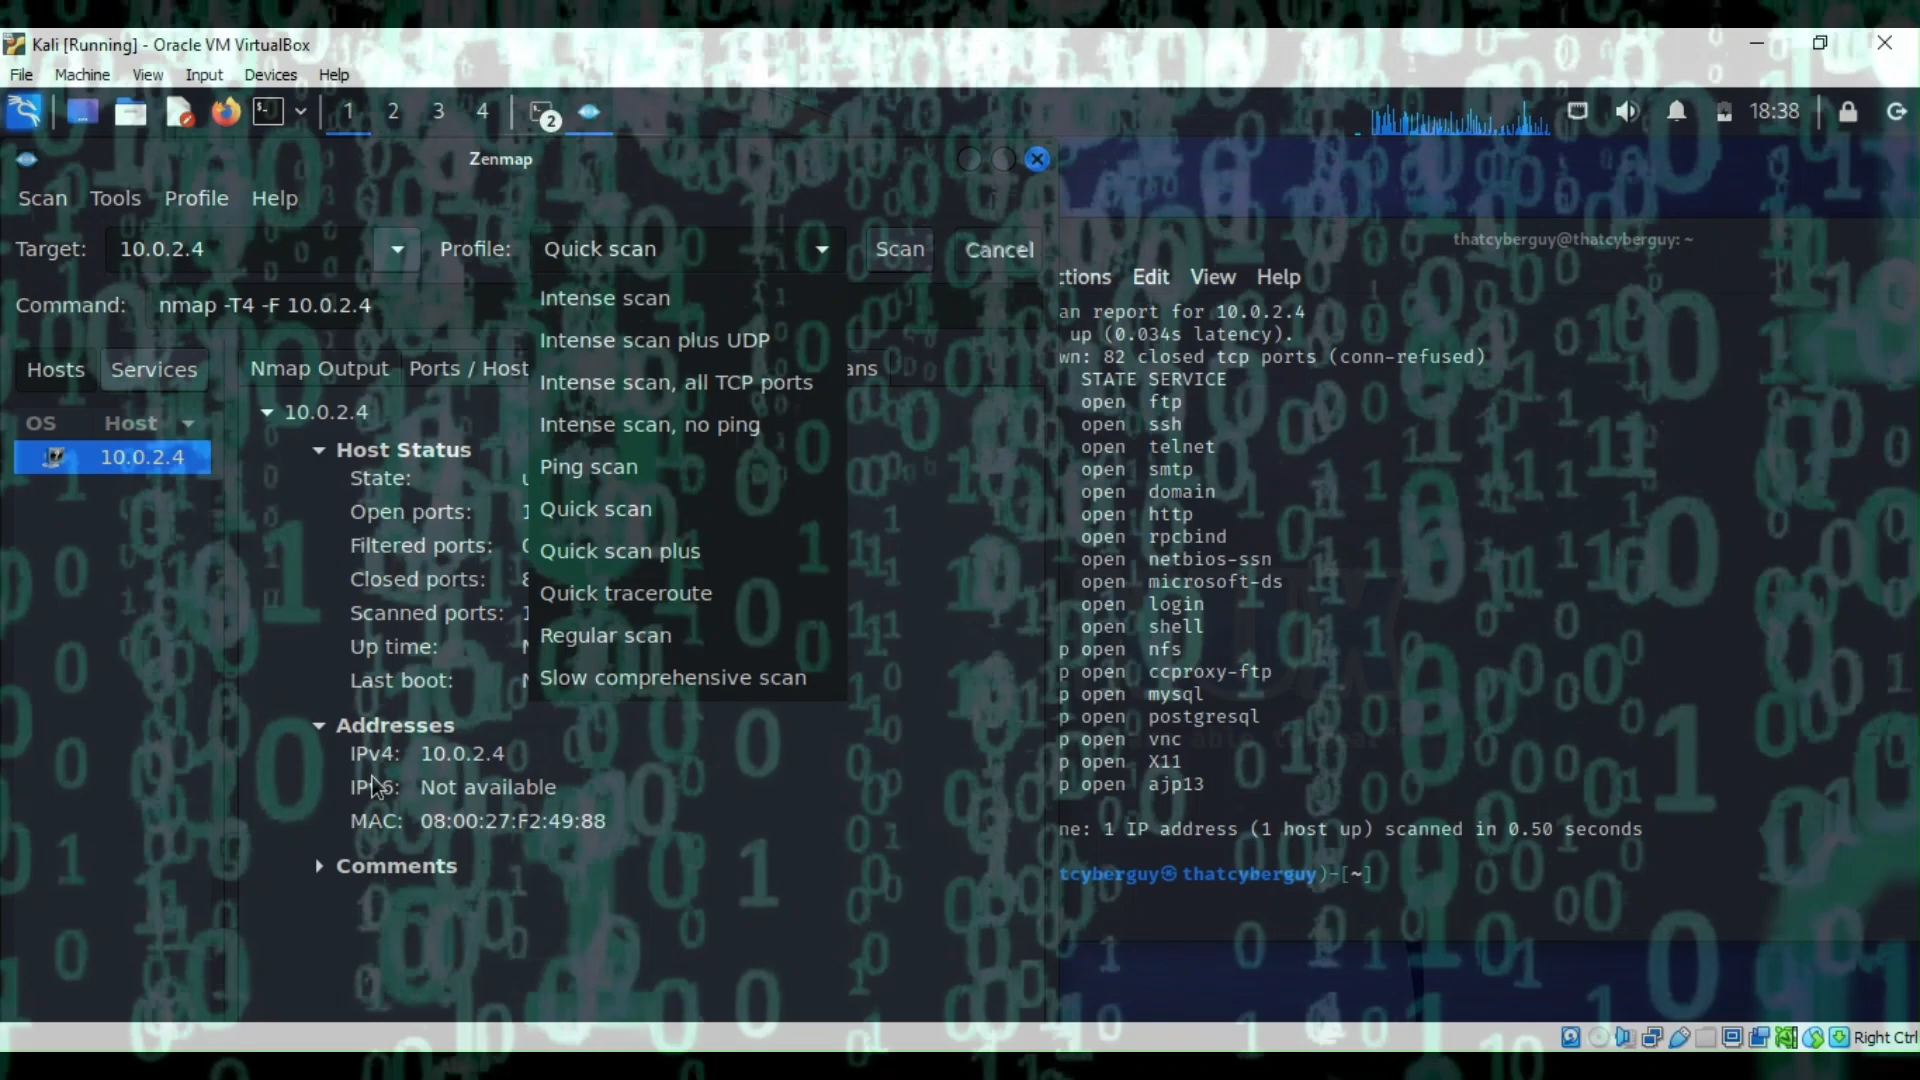 Kali [Running] - Oracle VM VirtualBox
File Machine View Input Devices Help
1 2 3 4 2 18:38
Zenmap
Scan Tools Profile Help
Target: 10.0.2.4 Profile: Quick scan Scan Cancel
Command: nmap -T4 -F 10.0.2.4
Hosts Services Nmap Output Ports / Host ans
OS Host
10.0.2.4
10.0.2.4
Host Status
State:
Open ports: 1
Filtered ports:
Closed ports: 8
Scanned ports: 1
Up time:
Last boot:
Addresses
IPv4: 10.0.2.4
IPv6: Not available
MAC: 08:00:27:F2:49:88
Comments
Intense scan
Intense scan plus UDP
Intense scan, all TCP ports
Intense scan, no ping
Ping scan
Quick scan
Quick scan plus
Quick traceroute
Regular scan
Slow comprehensive scan
thatcyberguy@thatcyberguy: ~
ctions Edit View Help
an report for 10.0.2.4
up (0.034s latency).
wn: 82 closed tcp ports (conn-refused)
STATE SERVICE
open ftp
open ssh
open telnet
open smtp
open domain
open http
open rpcbind
open netbios-ssn
open microsoft-ds
open login
open shell
p open nfs
p open ccproxy-ftp
p open mysql
p open postgresql
p open vnc
p open X11
p open ajp13
ne: 1 IP address (1 host up) scanned in 0.50 seconds
tcyberguy㉿thatcyberguy)-[~]
Right Ctrl